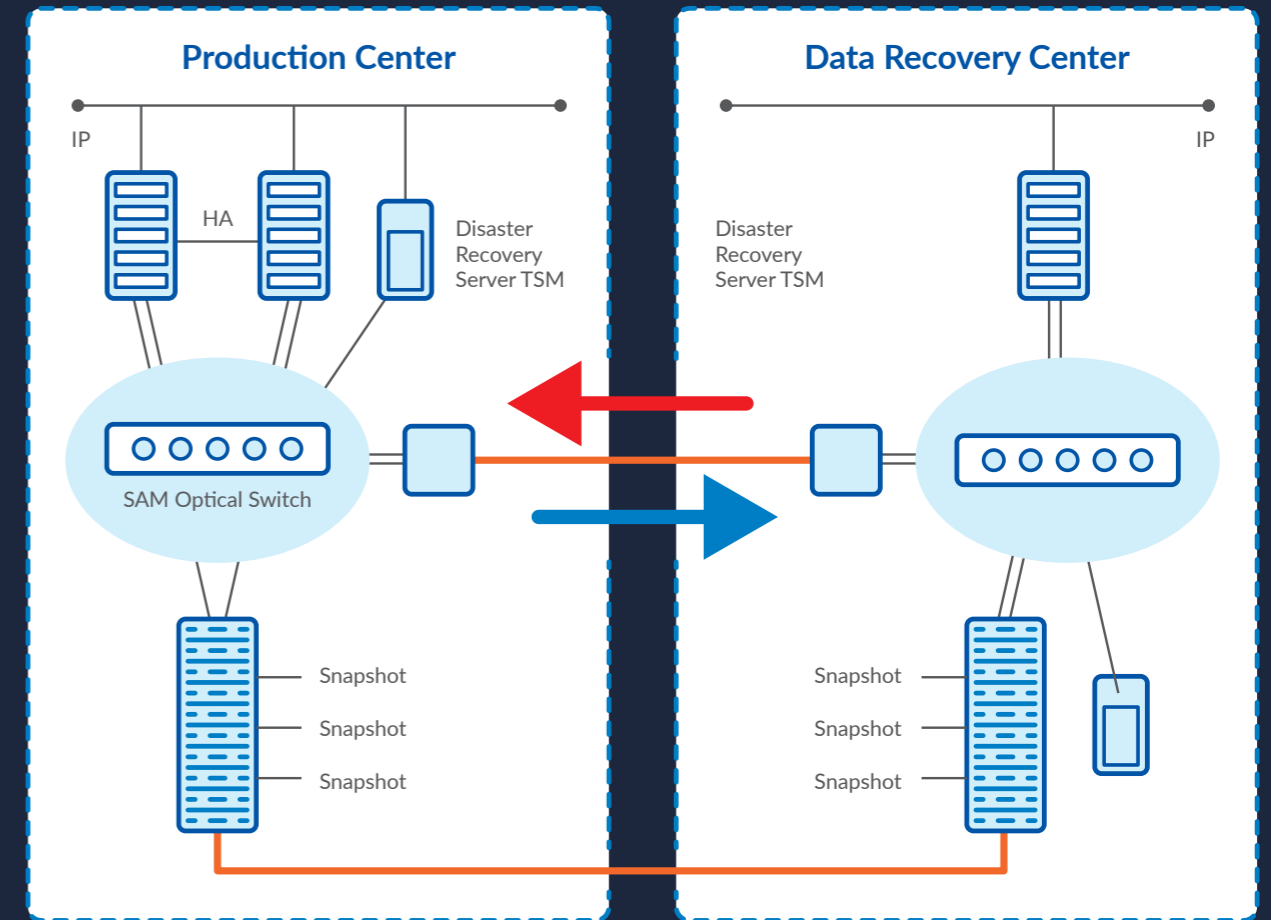 Production Center
IP
HA
Disaster
Recovery
Server TSM
SAM Optical Switch
Snapshot
Snapshot
Snapshot
Data Recovery Center
IP
Disaster
Recovery
Server TSM
Snapshot
Snapshot
Snapshot